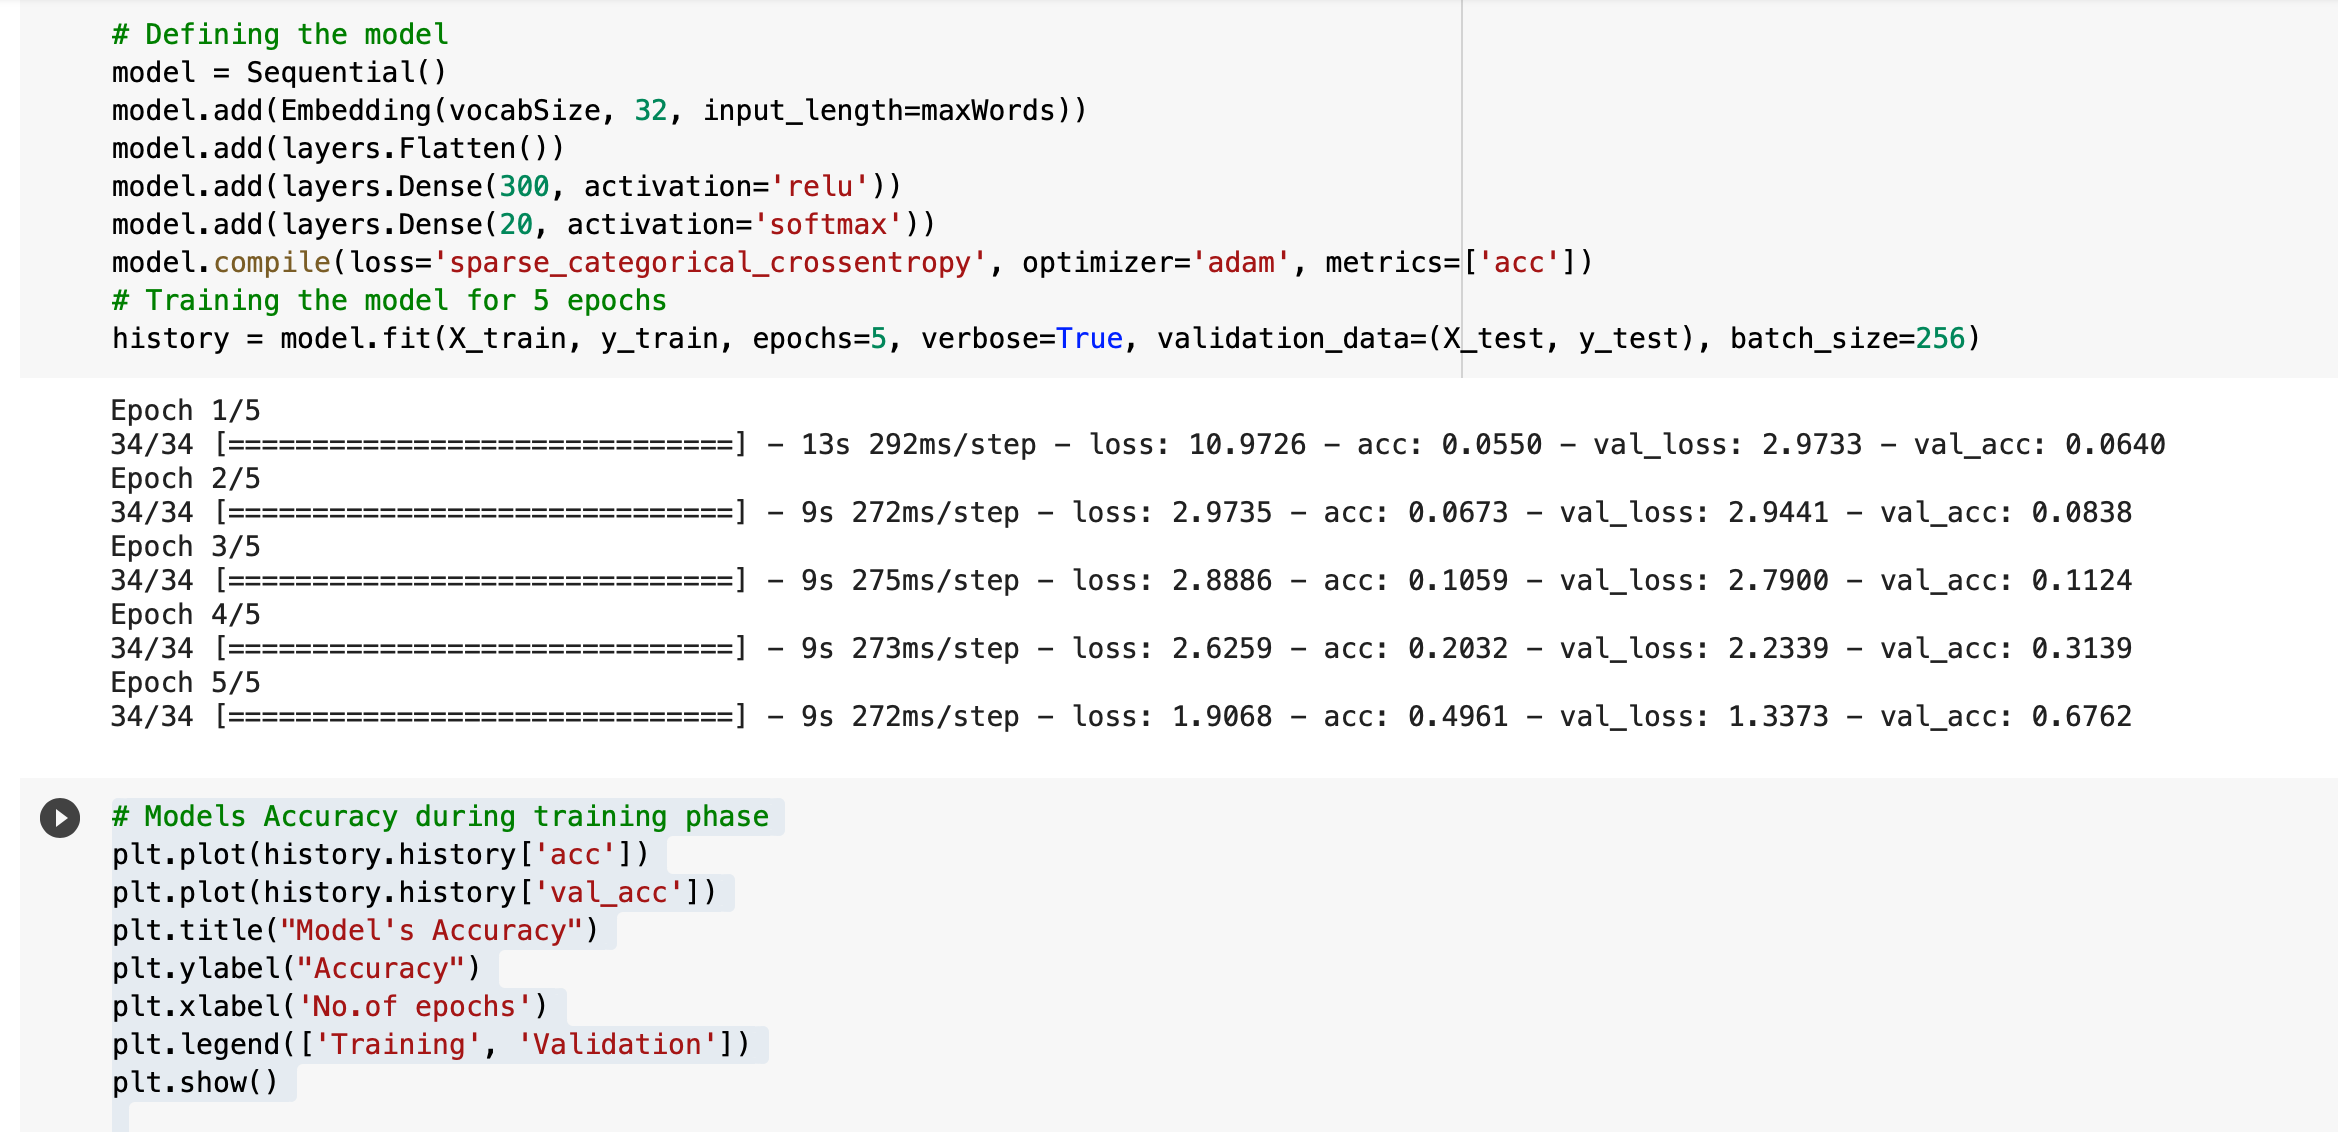 # Defining the model
model = Sequential()
model.add(Embedding(vocabSize, 32, input_length=maxWords))
model.add(layers.Flatten())
model.add(layers.Dense(300, activation='relu'))
model.add(layers.Dense(20, activation='softmax'))
model.compile(loss='sparse_categorical_crossentropy', optimizer='adam', metrics=['acc'])
# Training the model for 5 epochs
history = model.fit(X_train, y_train, epochs=5, verbose=True, validation_data=(X_test, y_test), batch_size=256)
Epoch 1/5
34/34 [==============================] - 13s 292ms/step - loss: 10.9726 - acc: 0.0550 - val_loss: 2.9733 - val_acc: 0.0640
Epoch 2/5
34/34 [==============================] - 9s 272ms/step - loss: 2.9735 - acc: 0.0673 - val_loss: 2.9441 - val_acc: 0.0838
Epoch 3/5
34/34 [==============================] - 9s 275ms/step - loss: 2.8886 - acc: 0.1059 - val_loss: 2.7900 - val_acc: 0.1124
Epoch 4/5
34/34 [==============================] - 9s 273ms/step - loss: 2.6259 - acc: 0.2032 - val_loss: 2.2339 - val_acc: 0.3139
Epoch 5/5
34/34 [==============================] - 9s 272ms/step - loss: 1.9068 - acc: 0.4961 - val_loss: 1.3373 - val_acc: 0.6762
# Models Accuracy during training phase
plt.plot(history.history['acc'])
plt.plot(history.history['val_acc'])
plt.title("Model's Accuracy")
plt.ylabel("Accuracy")
plt.xlabel('No.of epochs')
plt.legend(['Training', 'Validation'])
plt.show()